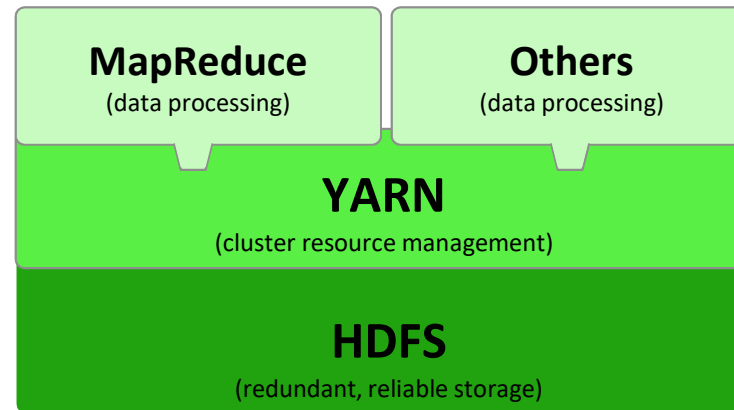 MapReduce
(data processing)
Others
(data processing)
YARN
(cluster resource management)
HDFS
(redundant, reliable storage)